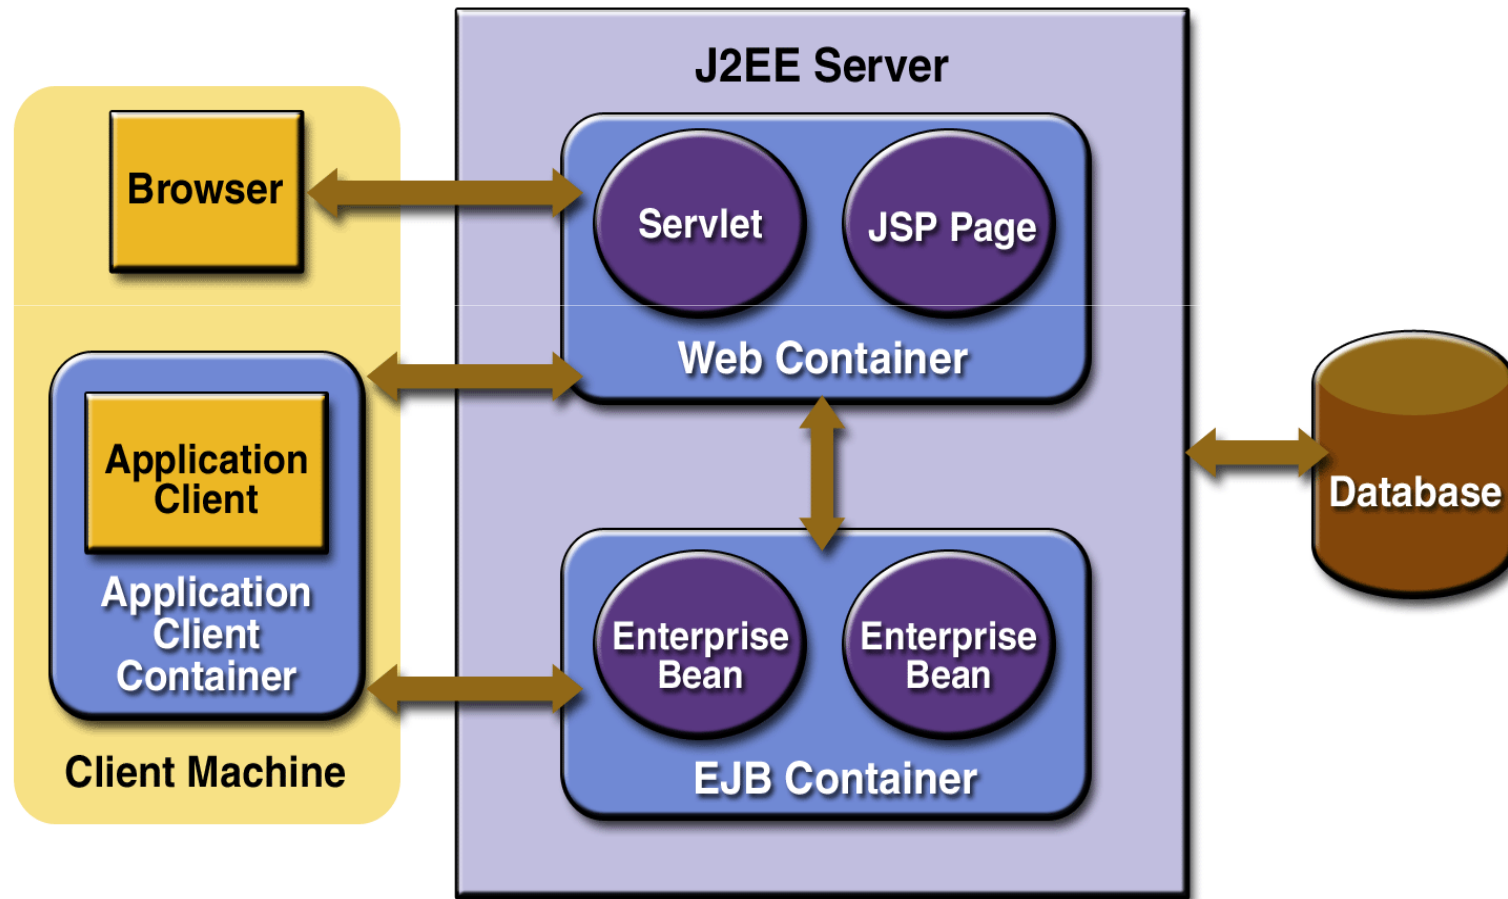 J2EE Server
Browser
Servlet
JSP Page
Web Container
Application
Client
Application
Client
Container
Client Machine
Enterprise
Bean
Enterprise
Bean
EJB Container
Database